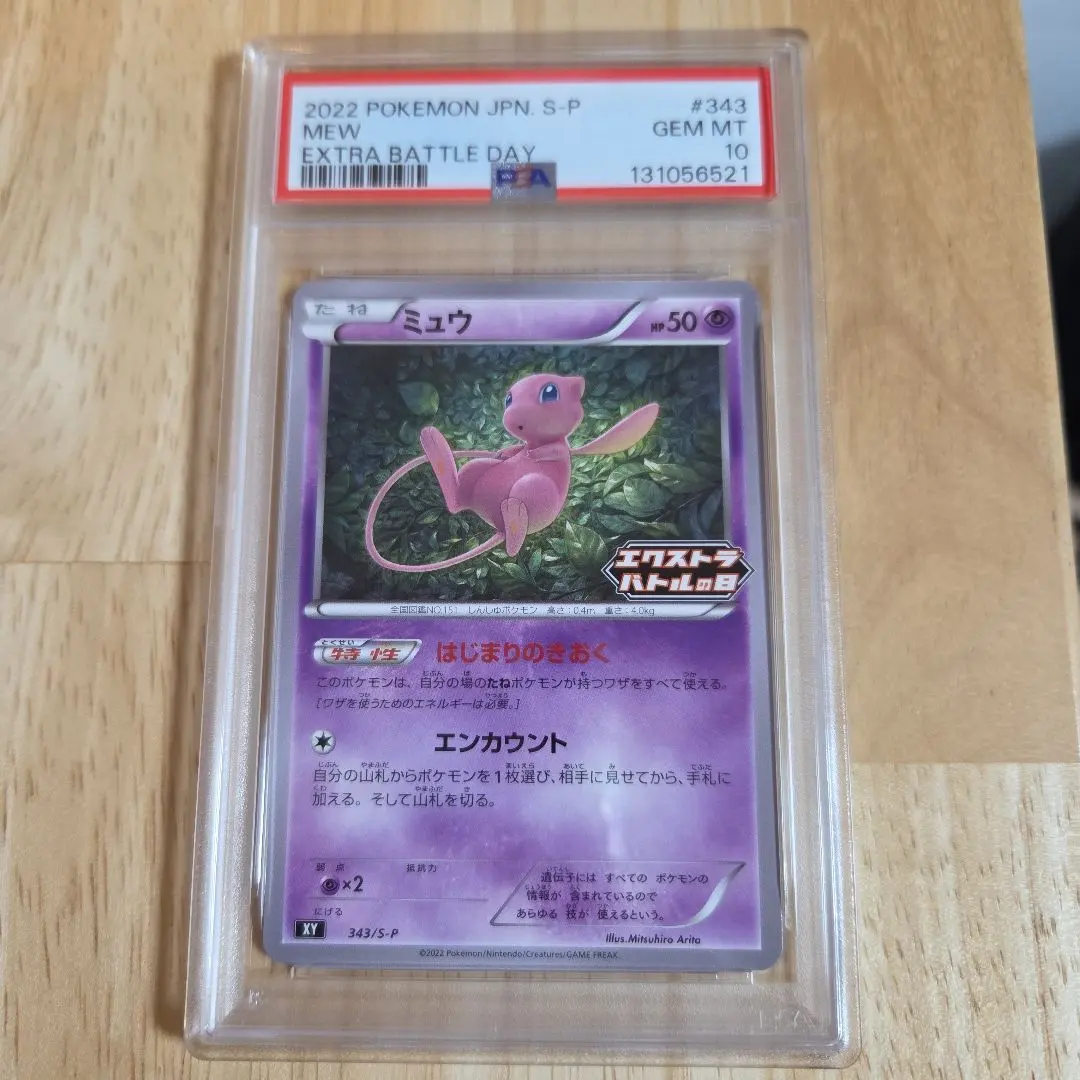 2022 POKEMON JPN. S-P #343
MEW GEM MT
EXTRA BATTLE DAY 10
PSA 131056521
たね ミュウ HP50
エクストラ
バトルの日
全国図鑑NO.151 しんしゅポケモン 高さ:0.4m 重さ:4.0kg
とくせい
特性 はじまりのきおく
このポケモンは、自分の場のたねポケモンが持つワザをすべて使える。
[ワザを使うためのエネルギーは必要。]
エンカウント
自分の山札からポケモンを1枚選び、相手に見せてから、手札に
加える。そして山札を切る。
弱点 抵抗力
×2
にげる
遺伝子には すべての ポケモンの
情報が 含まれているので
あらゆる 技が 使えるという。
XY 343/S-P Illus.Mitsuhiro Arita
©2022 Pokémon/Nintendo/Creatures/GAME FREAK.